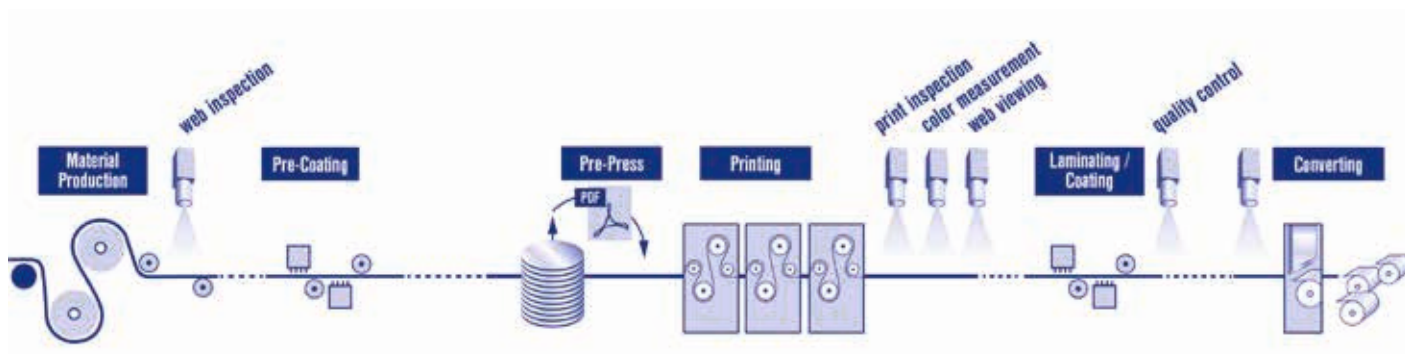 web inspection
print inspection
color measurement
web viewing
quality control
Material
Production
Pre-Coating
Pre-Press
Printing
Laminating /
Coating
Converting
PDF